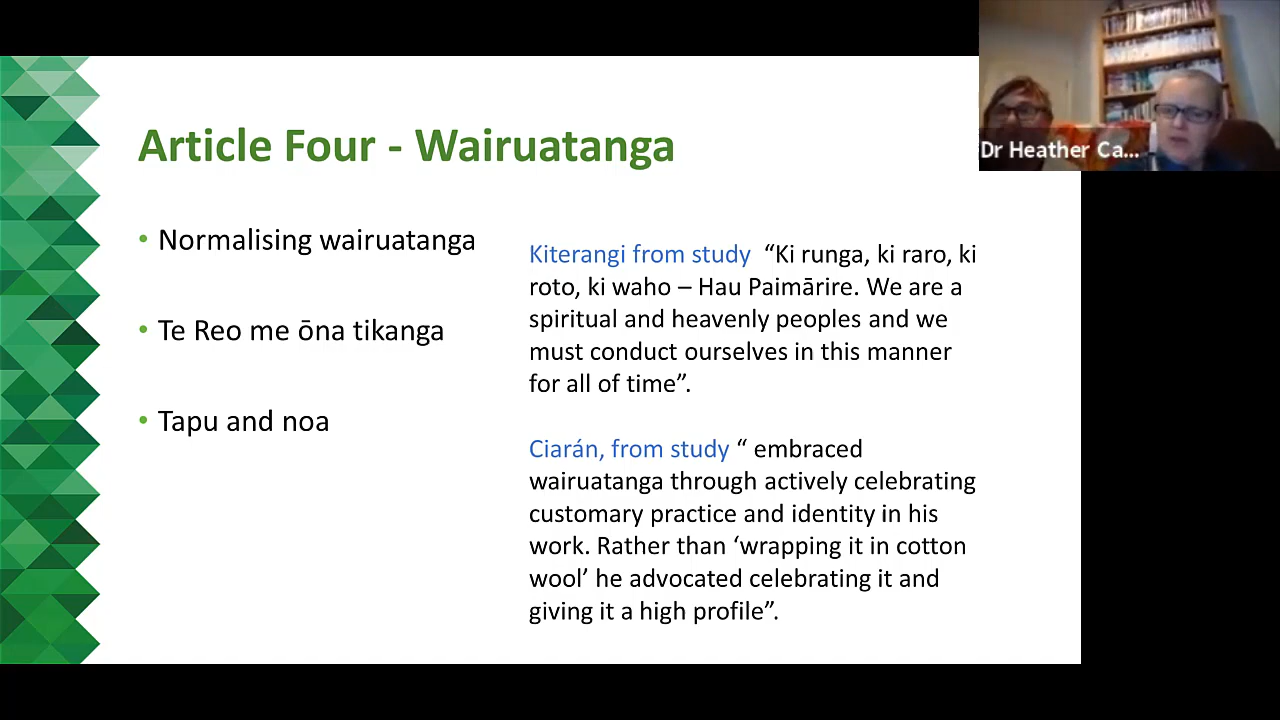 Article Four - Wairuatanga
• Normalising wairuatanga
• Te Reo me ōna tikanga
• Tapu and noa
Kiterangi from study “Ki runga, ki raro, ki
roto, ki waho – Hau Paimārire. We are a
spiritual and heavenly peoples and we
must conduct ourselves in this manner
for all of time”.
Ciarán, from study “ embraced
wairuatanga through actively celebrating
customary practice and identity in his
work. Rather than ‘wrapping it in cotton
wool’ he advocated celebrating it and
giving it a high profile”.
Dr Heather Ca...